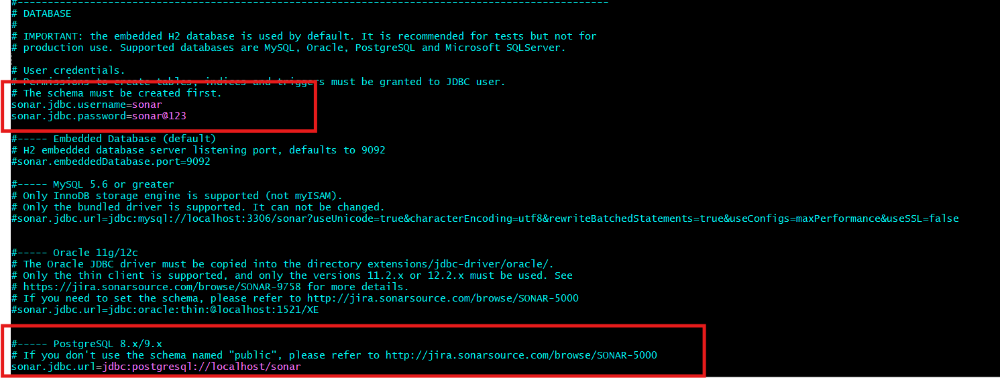 #--------------------------------------------------------------------------------------------------
# DATABASE
#
# IMPORTANT: the embedded H2 database is used by default. It is recommended for tests but not for
# production use. Supported databases are MySQL, Oracle, PostgreSQL and Microsoft SQLServer.
# User credentials.
# Permissions to create tables, indices and triggers must be granted to JDBC user.
# The schema must be created first.
sonar.jdbc.username=sonar
sonar.jdbc.password=sonar@123
#----- Embedded Database (default)
# H2 embedded database server listening port, defaults to 9092
#sonar.embeddedDatabase.port=9092
#----- MySQL 5.6 or greater
# Only InnoDB storage engine is supported (not myISAM).
# Only the bundled driver is supported. It can not be changed.
#sonar.jdbc.url=jdbc:mysql://localhost:3306/sonar?useUnicode=true&characterEncoding=utf8&rewriteBatchedStatements=true&useConfigs=maxPerformance&useSSL=false
#----- Oracle 11g/12c
# The Oracle JDBC driver must be copied into the directory extensions/jdbc-driver/oracle/.
# Only the thin client is supported, and only the versions 11.2.x or 12.2.x must be used. See
# https://jira.sonarsource.com/browse/SONAR-9758 for more details.
# If you need to set the schema, please refer to http://jira.sonarsource.com/browse/SONAR-5000
#sonar.jdbc.url=jdbc:oracle:thin:@localhost:1521/XE
#----- PostgreSQL 8.x/9.x
# If you don't use the schema named "public", please refer to http://jira.sonarsource.com/browse/SONAR-5000
sonar.jdbc.url=jdbc:postgresql://localhost/sonar